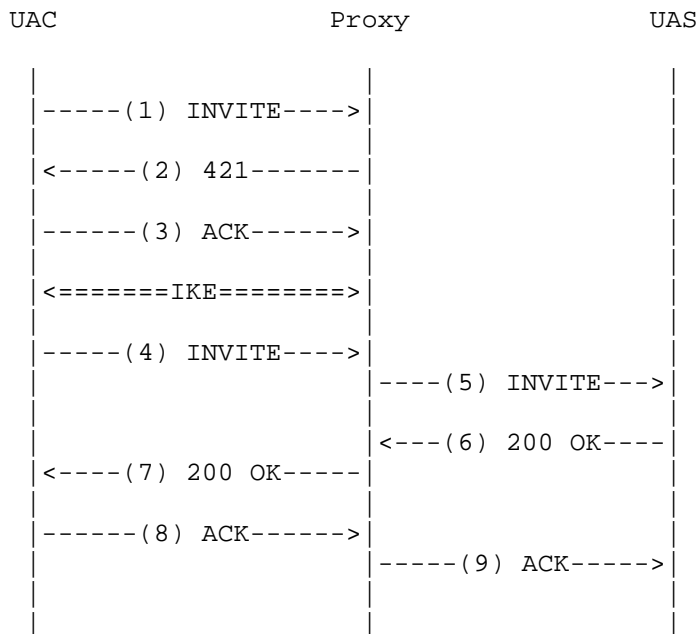 UAC Proxy UAS
-----(1) INVITE---->
<-----(2) 421-------
------(3) ACK------>
<=======IKE========>
-----(4) INVITE---->
----(5) INVITE--->
<---(6) 200 OK----
<----(7) 200 OK-----
------(8) ACK------>
-----(9) ACK----->